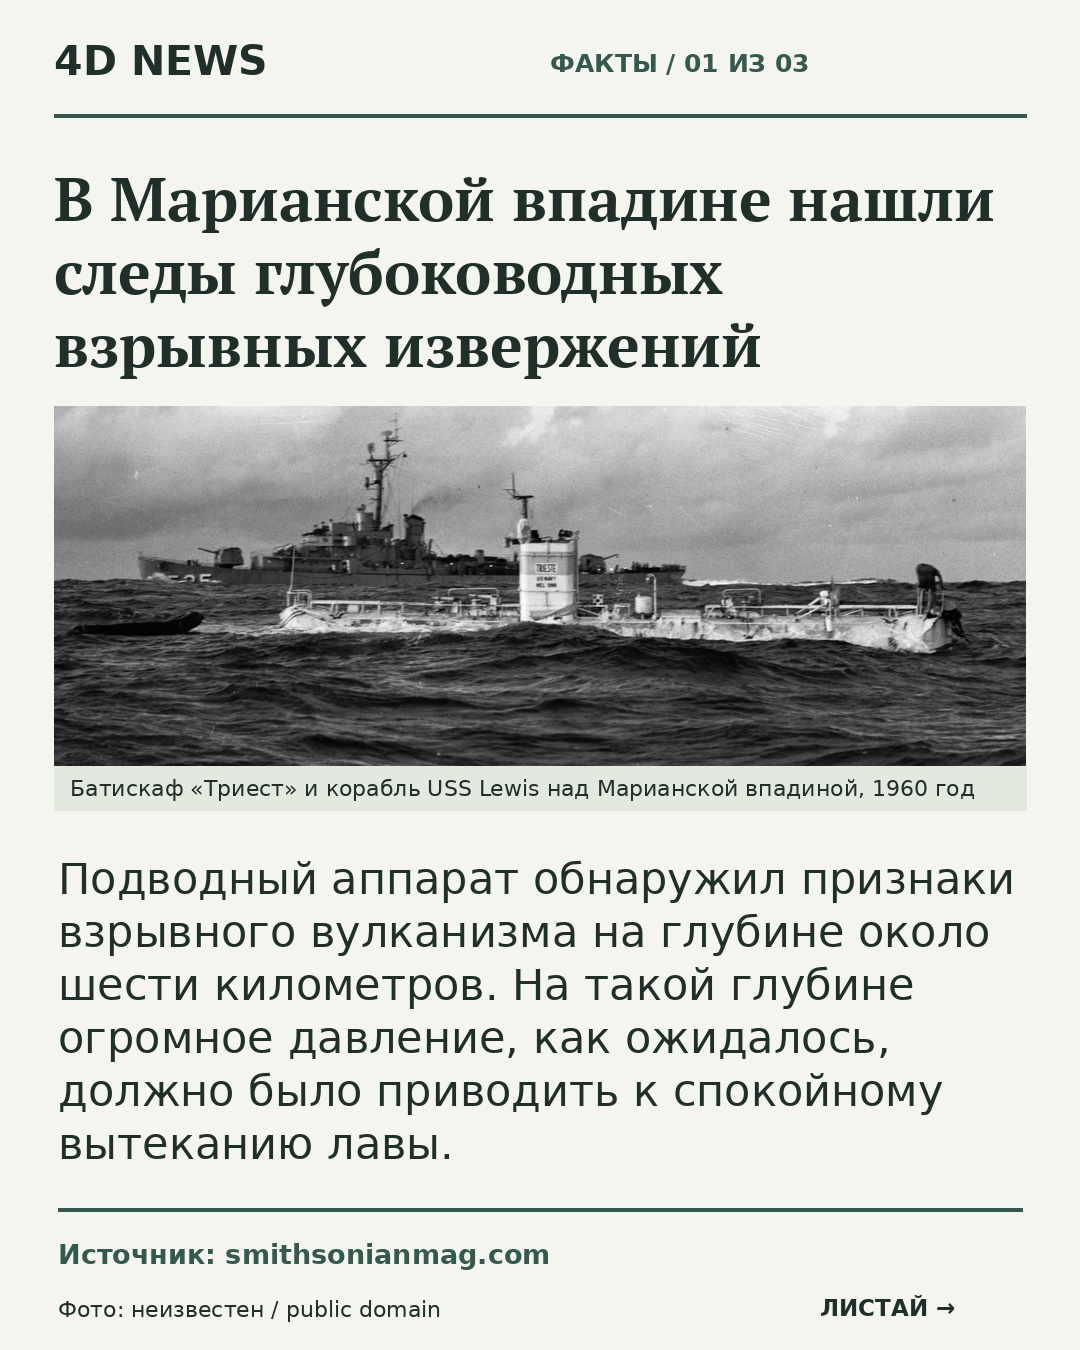 4D NEWS
ФАКТЫ / 01 ИЗ 03
В Марианской впадине нашли
следы глубоководных
взрывных извержений
TRIESTE
Батискаф «Триест» и корабль USS Lewis над Марианской впадиной, 1960 год
Подводный аппарат обнаружил признаки
взрывного вулканизма на глубине около
шести километров. На такой глубине
огромное давление, как ожидалось,
должно было приводить к спокойному
вытеканию лавы.
Источник: smithsonianmag.com
Фото: неизвестен / public domain
ЛИСТАЙ →